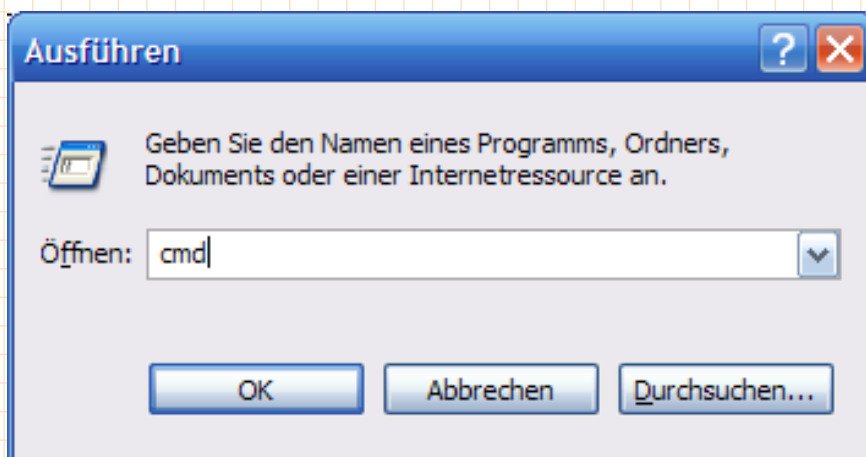 Ausführen
Geben Sie den Namen eines Programms, Ordners,
Dokuments oder einer Internetressource an.
Öffnen: cmd
OK Abbrechen Durchsuchen...